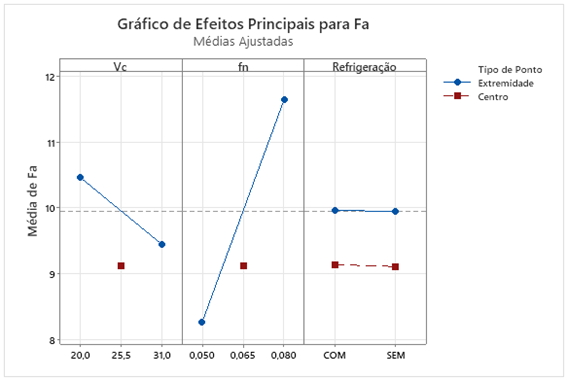 Gráfico de Efeitos Principais para Fa
Médias Ajustadas
Vc fn Refrigeração
Tipo de Ponto
Extremidade
Centro
12
11
10
9
8
Média de Fa
20,0 25,5 31,0 0,050 0,065 0,080 COM SEM